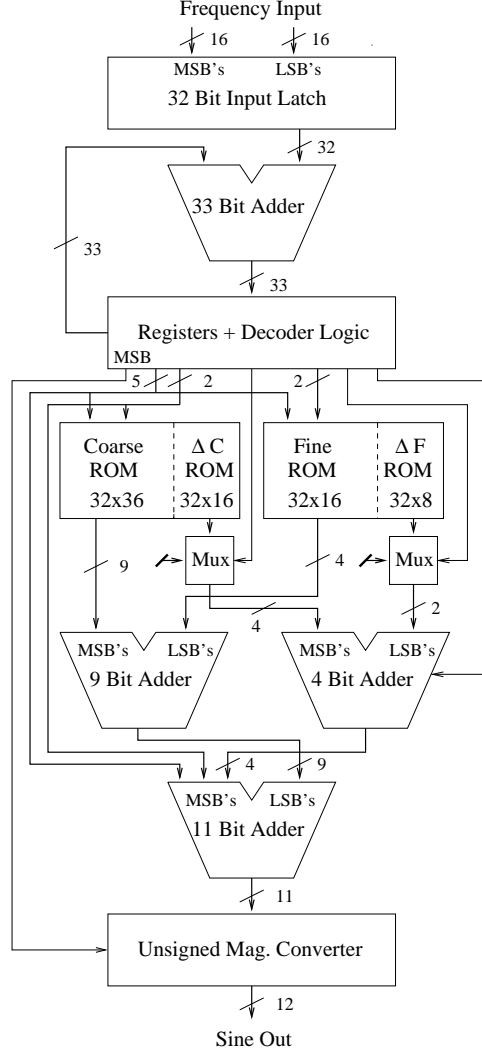 Frequency Input
16 16
MSB's LSB's
32 Bit Input Latch
32
33 Bit Adder
33
33
Registers + Decoder Logic
MSB
5 2 2
Coarse Δ C Fine Δ F
ROM ROM ROM ROM
32x36 32x16 32x16 32x8
Mux Mux
9 4
4 2
MSB's LSB's MSB's LSB's
9 Bit Adder 4 Bit Adder
4 9
MSB's LSB's
11 Bit Adder
11
Unsigned Mag. Converter
12
Sine Out